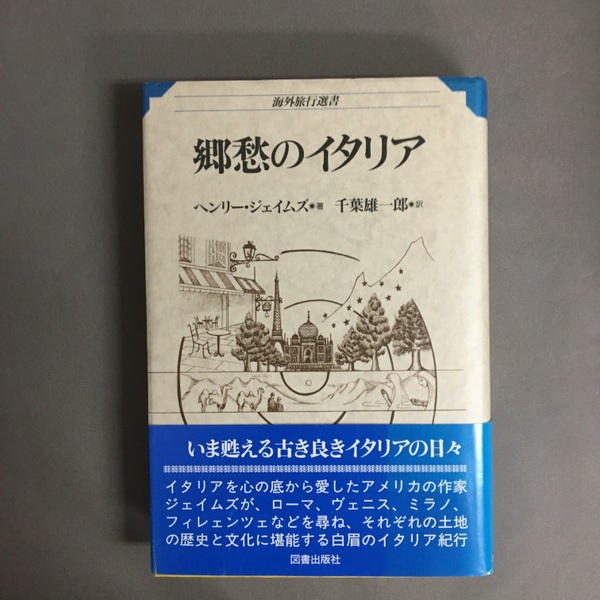 海外旅行選書
郷愁のイタリア
ヘンリー・ジェイムズ*著 千葉雄一郎*訳
いま甦える古き良きイタリアの日々
イタリアを心の底から愛したアメリカの作家
ジェイムズが、ローマ、ヴェニス、ミラノ、
フィレェンツェなどを尋ね、それぞれの土地
の歴史と文化に堪能する白眉のイタリア紀行
図書出版社